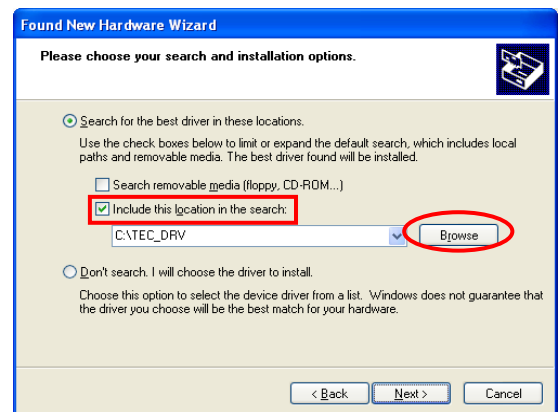 Found New Hardware Wizard
Please choose your search and installation options.
Search for the best driver in these locations.
Use the check boxes below to limit or expand the default search, which includes local
paths and removable media. The best driver found will be installed.
Search removable media (floppy, CD-ROM...)
Include this location in the search:
C:\TEC_DRV
Browse
Don't search. I will choose the driver to install.
Choose this option to select the device driver from a list. Windows does not guarantee that
the driver you choose will be the best match for your hardware.
< Back
Next >
Cancel